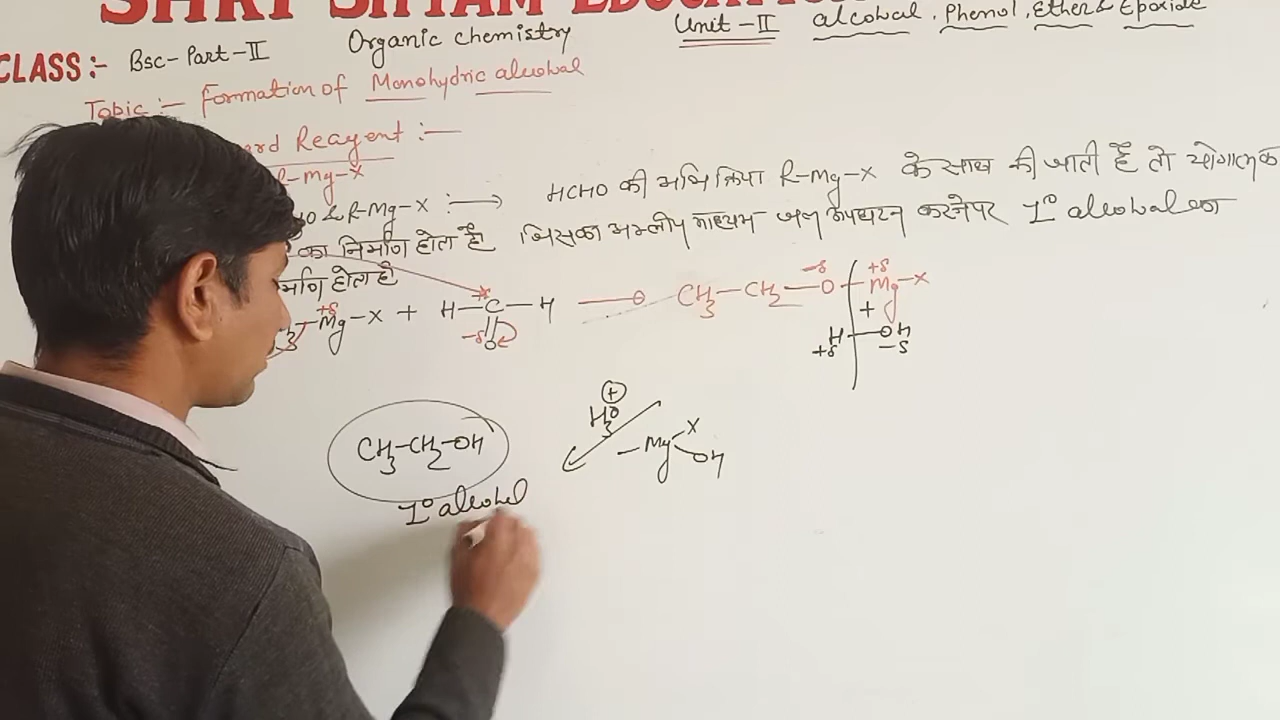 SHRI SHYAM EDUCATION
CLASS:- Bsc-Part-II Organic chemistry Unit-II alcohal, Phenol, Ether & Epoxide
Topic :- formation of Monohydric alcohal
Reagent :-
R-Mg-X
& R-Mg-X :→ HCHO की अभिक्रिया R-Mg-X के साथ की जाती है तो योगात्मक
का निर्माण होता है। जिसका अम्लीय माध्यम जल अपघटन करने पर 1° alcohal का
होता है
+δ Mg-X + H-C-H → CH3-CH2-O -δ +δ Mg-X
-δ O +
H-OH
+δ -δ
⊕
H3O
CH3-CH2-OH -Mg X OH
1° alcohol